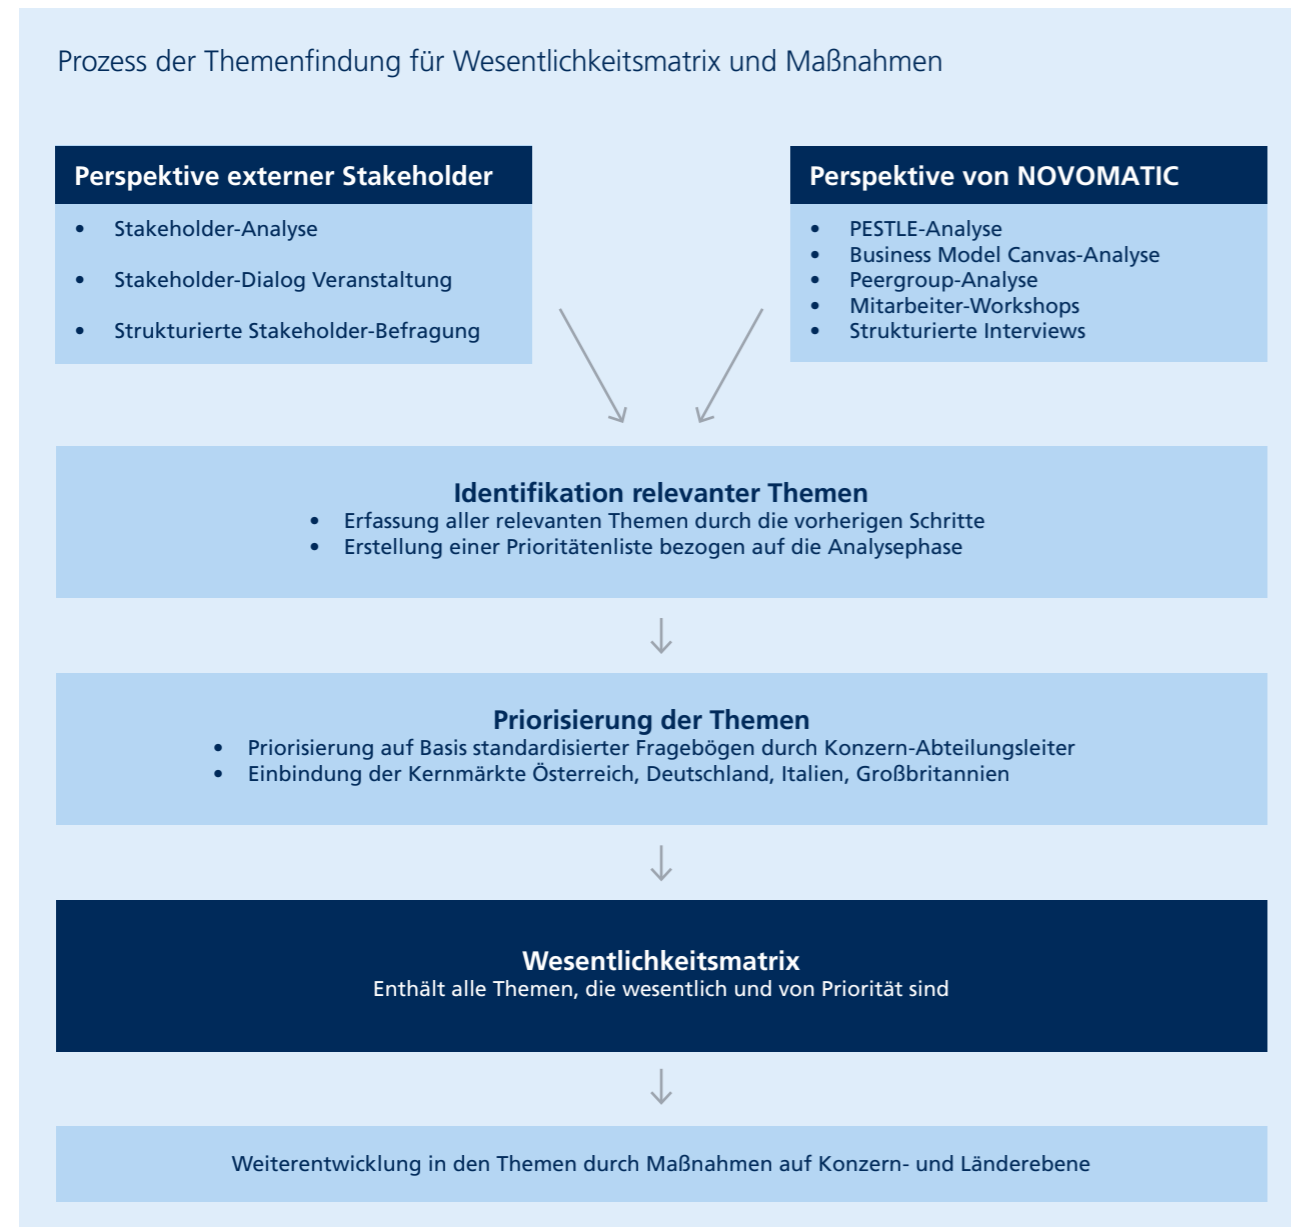 Prozess der Themenfindung für Wesentlichkeitsmatrix und Maßnahmen
Perspektive externer Stakeholder
• Stakeholder-Analyse
• Stakeholder-Dialog Veranstaltung
• Strukturierte Stakeholder-Befragung
Perspektive von NOVOMATIC
• PESTLE-Analyse
• Business Model Canvas-Analyse
• Peergroup-Analyse
• Mitarbeiter-Workshops
• Strukturierte Interviews
Identifikation relevanter Themen
• Erfassung aller relevanten Themen durch die vorherigen Schritte
• Erstellung einer Prioritätenliste bezogen auf die Analysephase
Priorisierung der Themen
• Priorisierung auf Basis standardisierter Fragebögen durch Konzern-Abteilungsleiter
• Einbindung der Kernmärkte Österreich, Deutschland, Italien, Großbritannien
Wesentlichkeitsmatrix
Enthält alle Themen, die wesentlich und von Priorität sind
Weiterentwicklung in den Themen durch Maßnahmen auf Konzern- und Länderebene